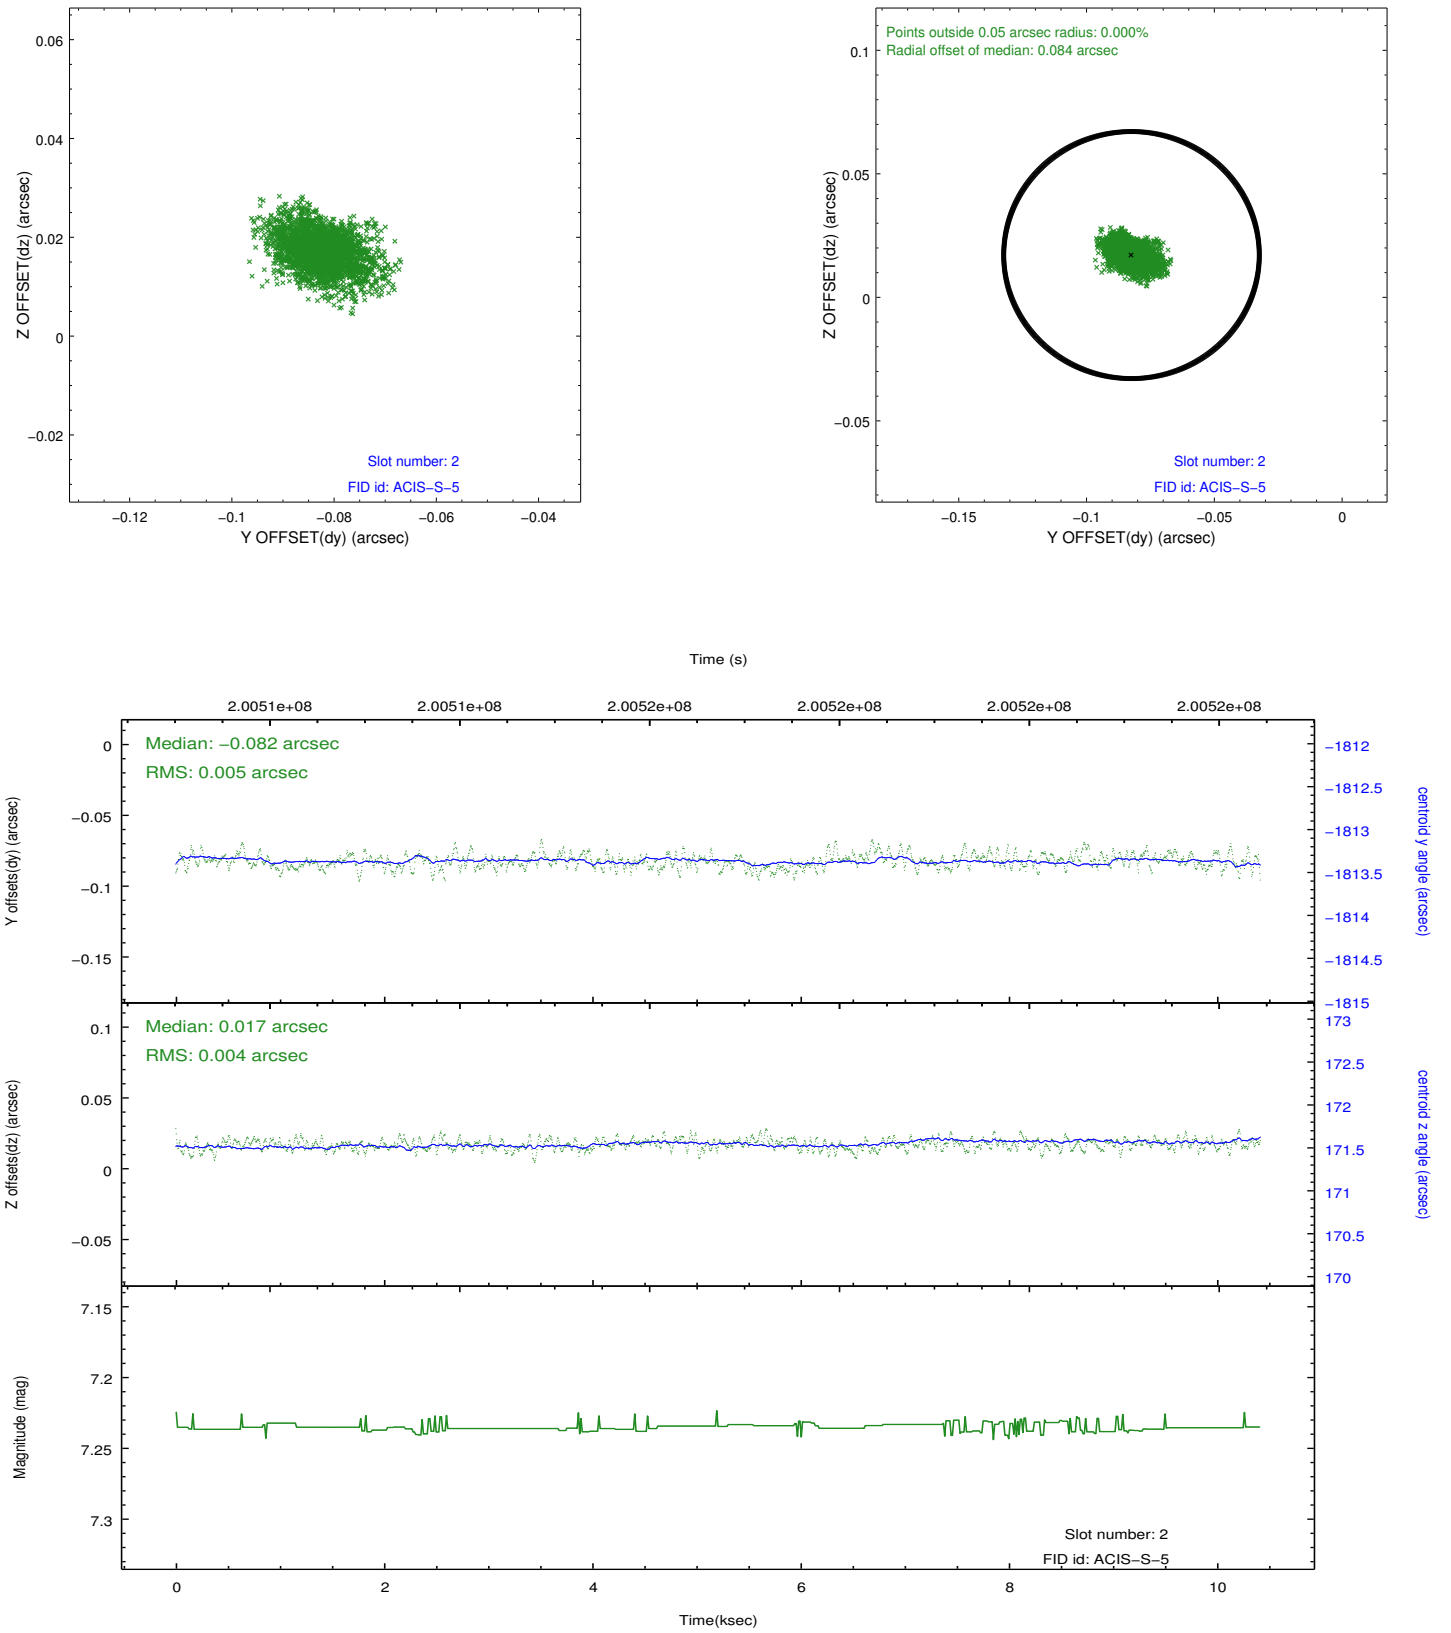 0.06
0.04
0.02
0
−0.02
Z OFFSET(dz) (arcsec)
Slot number: 2
FID id: ACIS−S−5
−0.12 −0.1 −0.08 −0.06 −0.04
Y OFFSET(dy) (arcsec)
Points outside 0.05 arcsec radius: 0.000%
Radial offset of median: 0.084 arcsec
0.1
0.05
0
−0.05
Z OFFSET(dz) (arcsec)
Slot number: 2
FID id: ACIS−S−5
−0.15 −0.1 −0.05 0
Y OFFSET(dy) (arcsec)
Time (s)
2.0051e+08 2.0051e+08 2.0052e+08 2.0052e+08 2.0052e+08 2.0052e+08
Median: −0.082 arcsec
RMS: 0.005 arcsec
0
−0.05
−0.1
−0.15
Y offsets(dy) (arcsec)
−1812
−1812.5
−1813
−1813.5
−1814
−1814.5
−1815
centroid y angle (arcsec)
Median: 0.017 arcsec
RMS: 0.004 arcsec
0.1
0.05
0
−0.05
Z offsets(dz) (arcsec)
173
172.5
172
171.5
171
170.5
170
centroid z angle (arcsec)
7.15
7.2
7.25
7.3
Magnitude (mag)
Slot number: 2
FID id: ACIS−S−5
0 2 4 6 8 10
Time(ksec)